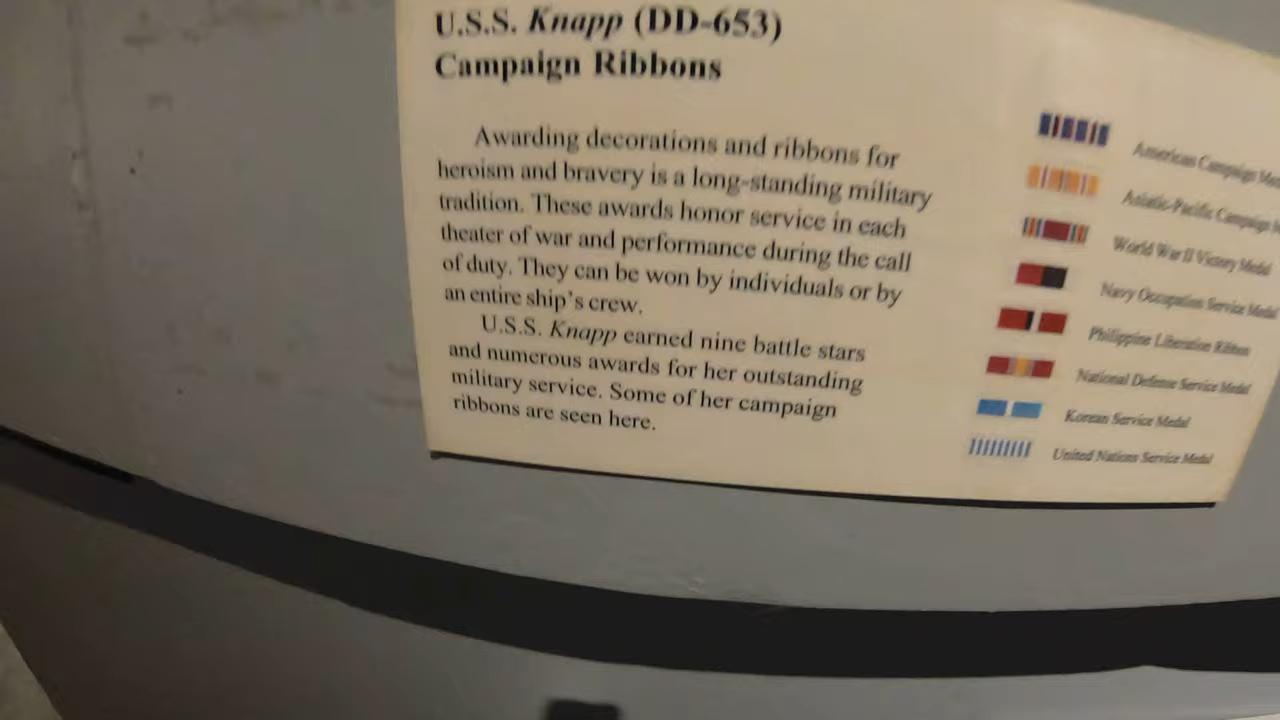 U.S.S. Knapp (DD-653)
Campaign Ribbons
Awarding decorations and ribbons for
heroism and bravery is a long-standing military
tradition. These awards honor service in each
theater of war and performance during the call
of duty. They can be won by individuals or by
an entire ship's crew.
U.S.S. Knapp earned nine battle stars
and numerous awards for her outstanding
military service. Some of her campaign
ribbons are seen here.
American Campaign
Asiatic-Pacific Campaign
World War II Victory Medal
Navy Occupation Service Medal
Philippine Liberation Ribbon
National Defense Service Medal
Korean Service Medal
United Nations Service Medal